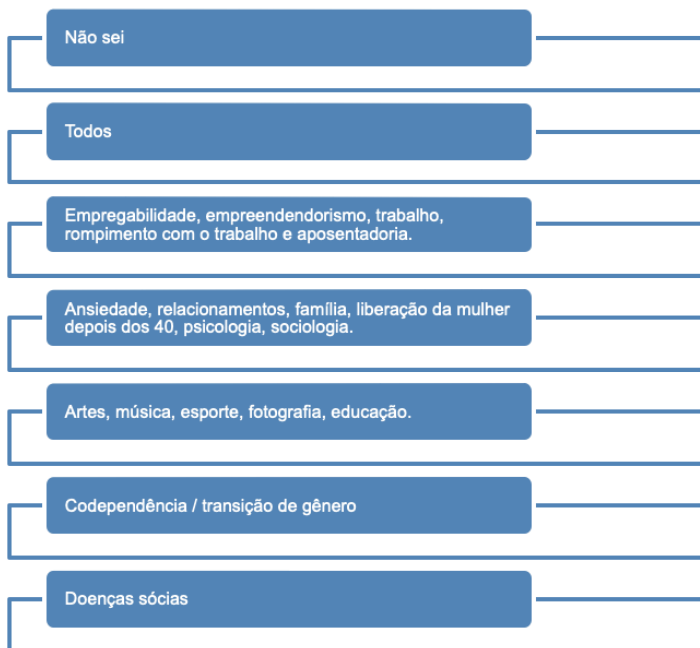 Não sei
Todos
Empregabilidade, empreendendorismo, trabalho,
rompimento com o trabalho e aposentadoria.
Ansiedade, relacionamentos, família, liberação da mulher
depois dos 40, psicologia, sociologia.
Artes, música, esporte, fotografia, educação.
Codependência / transição de gênero
Doenças sócias